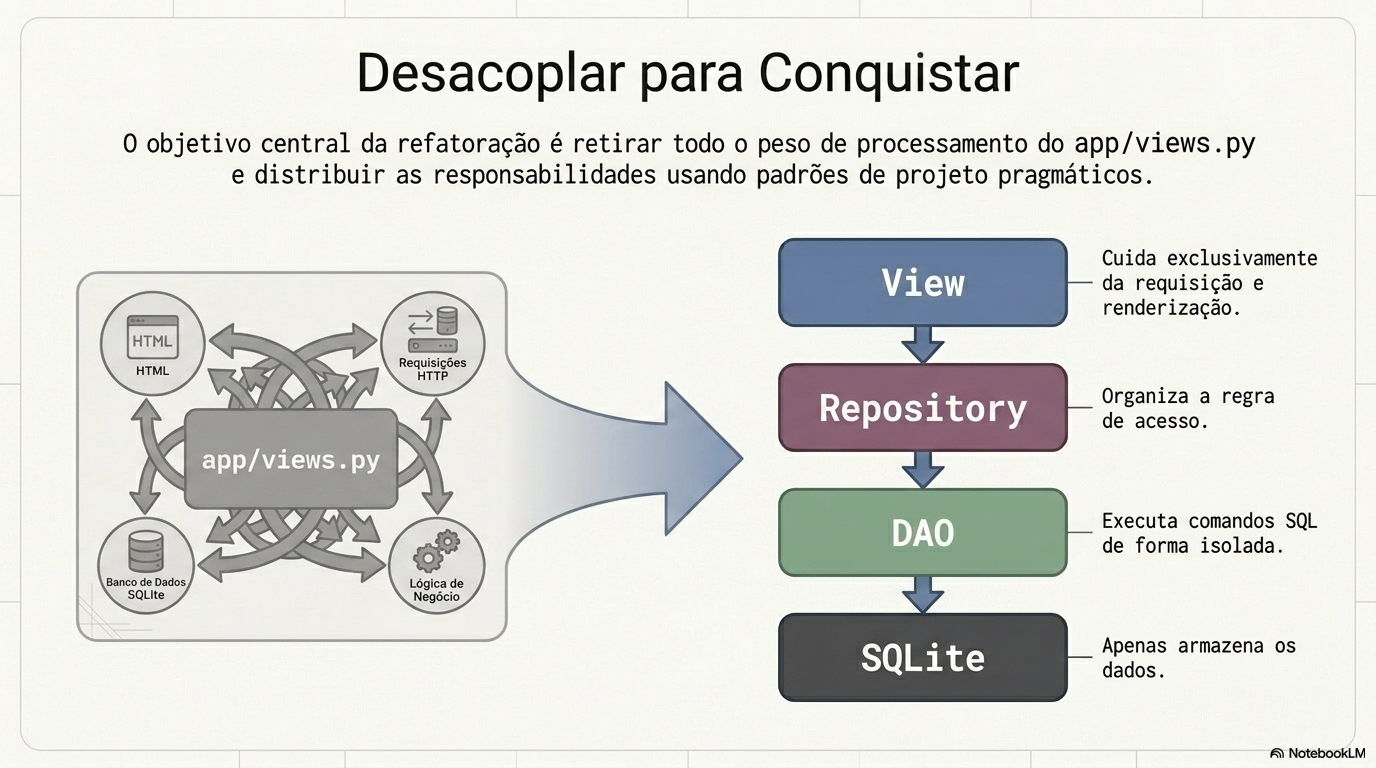 Desacoplar para Conquistar
O objetivo central da refatoração é retirar todo o peso de processamento do app/views.py
e distribuir as responsabilidades usando padrões de projeto pragmáticos.
HTML
HTML
Requisições
HTTP
app/views.py
Banco de Dados
SQLite
Lógica de
Negócio
View
Cuida exclusivamente
da requisição e
renderização.
Repository
Organiza a regra
de acesso.
DAO
Executa comandos SQL
de forma isolada.
SQLite
Apenas armazena os
dados.
NotebookLM